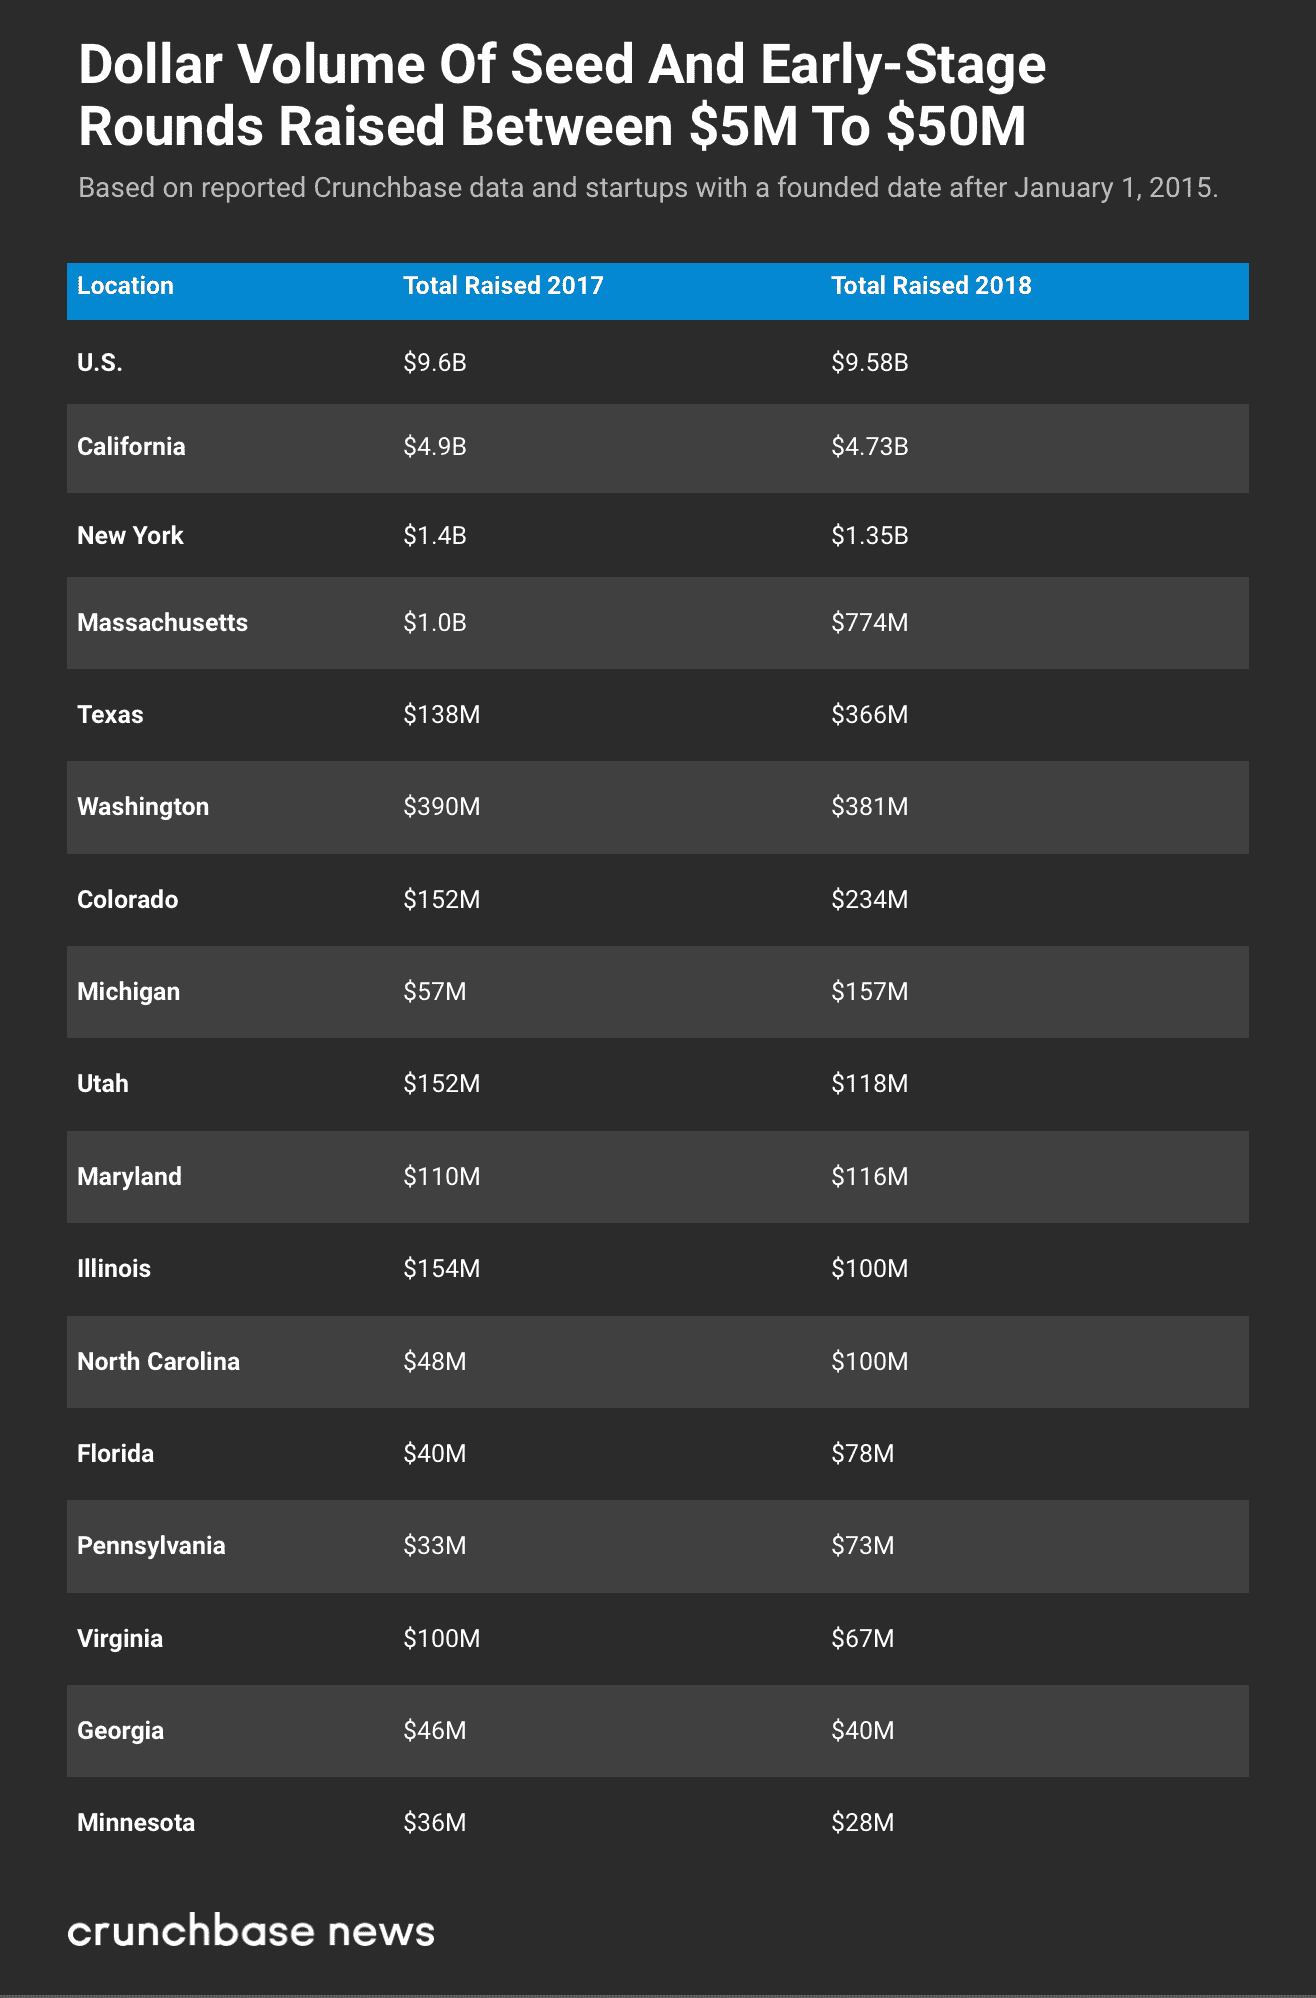 Dollar Volume Of Seed And Early-Stage
Rounds Raised Between $5M To $50M
Based on reported Crunchbase data and startups with a founded date after January 1, 2015.
Location Total Raised 2017 Total Raised 2018
U.S. $9.6B $9.58B
California $4.9B $4.73B
New York $1.4B $1.35B
Massachusetts $1.0B $774M
Texas $138M $366M
Washington $390M $381M
Colorado $152M $234M
Michigan $57M $157M
Utah $152M $118M
Maryland $110M $116M
Illinois $154M $100M
North Carolina $48M $100M
Florida $40M $78M
Pennsylvania $33M $73M
Virginia $100M $67M
Georgia $46M $40M
Minnesota $36M $28M
crunchbase news